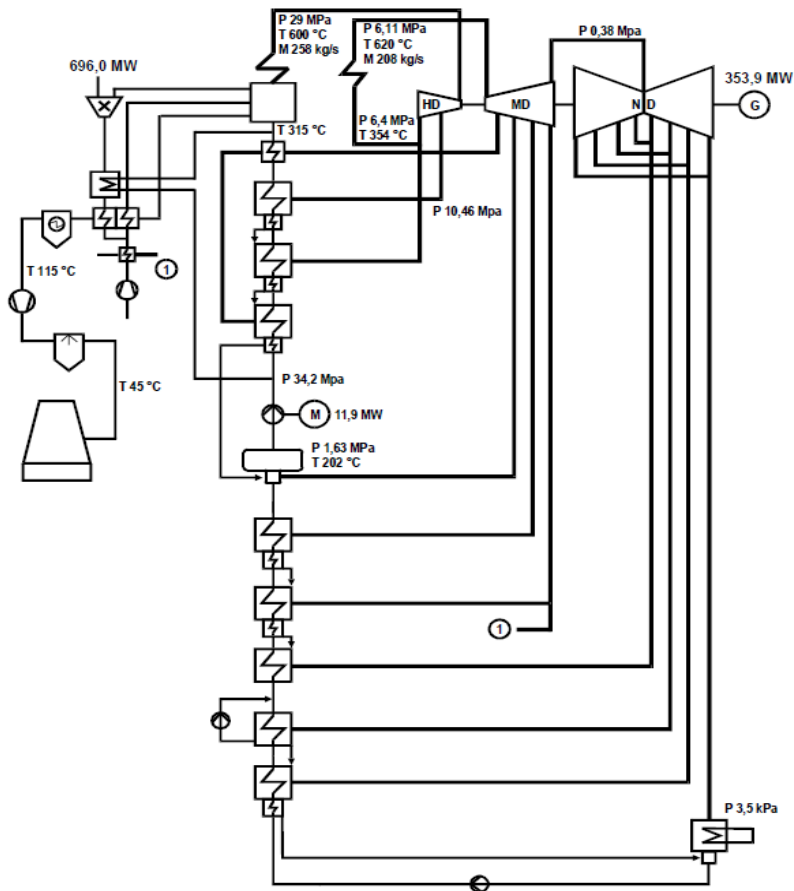 P 29 MPa
T 600 °C
M 258 kg/s
P 6,11 MPa
T 620 °C
M 208 kg/s
P 0,38 Mpa
696,0 MW
353,9 MW
HD
MD
N D
G
P 6,4 MPa
T 354 °C
T 315 °C
P 10,46 Mpa
1
T 115 °C
P 34,2 Mpa
T 45 °C
M
11,9 MW
P 1,63 MPa
T 202 °C
1
P 3,5 kPa